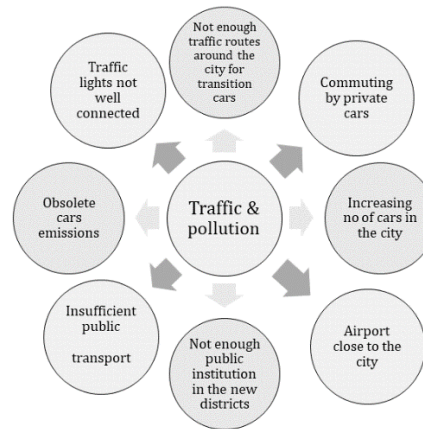 Not enough
traffic routes
around the
city for
transition
cars
Traffic
lights not
well
connected
Commuting
by private
cars
Obsolete
cars
emissions
Traffic &
pollution
Increasing
no of cars in
the city
Insufficient
public
transport
Not enough
public
institution
in the new
districts
Airport
close to the
city